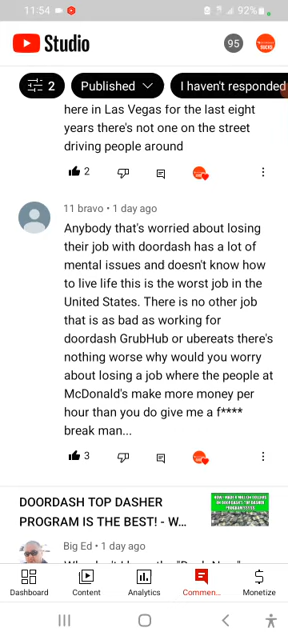 11:54
92%
Studio
95
2
Published
I haven't responded
here in Las Vegas for the last eight
years there's not one on the street
driving people around
2
11 bravo • 1 day ago
Anybody that's worried about losing
their job with doordash has a lot of
mental issues and doesn't know how
to live life this is the worst job in the
United States. There is no other job
that is as bad as working for
doordash GrubHub or ubereats there's
nothing worse why would you worry
about losing a job where the people at
McDonald's make more money per
hour than you do give me a f****
break man...
3
DOORDASH TOP DASHER
PROGRAM IS THE BEST! - W...
Big Ed • 1 day ago
Dashboard
Content
Analytics
Commen...
Monetize